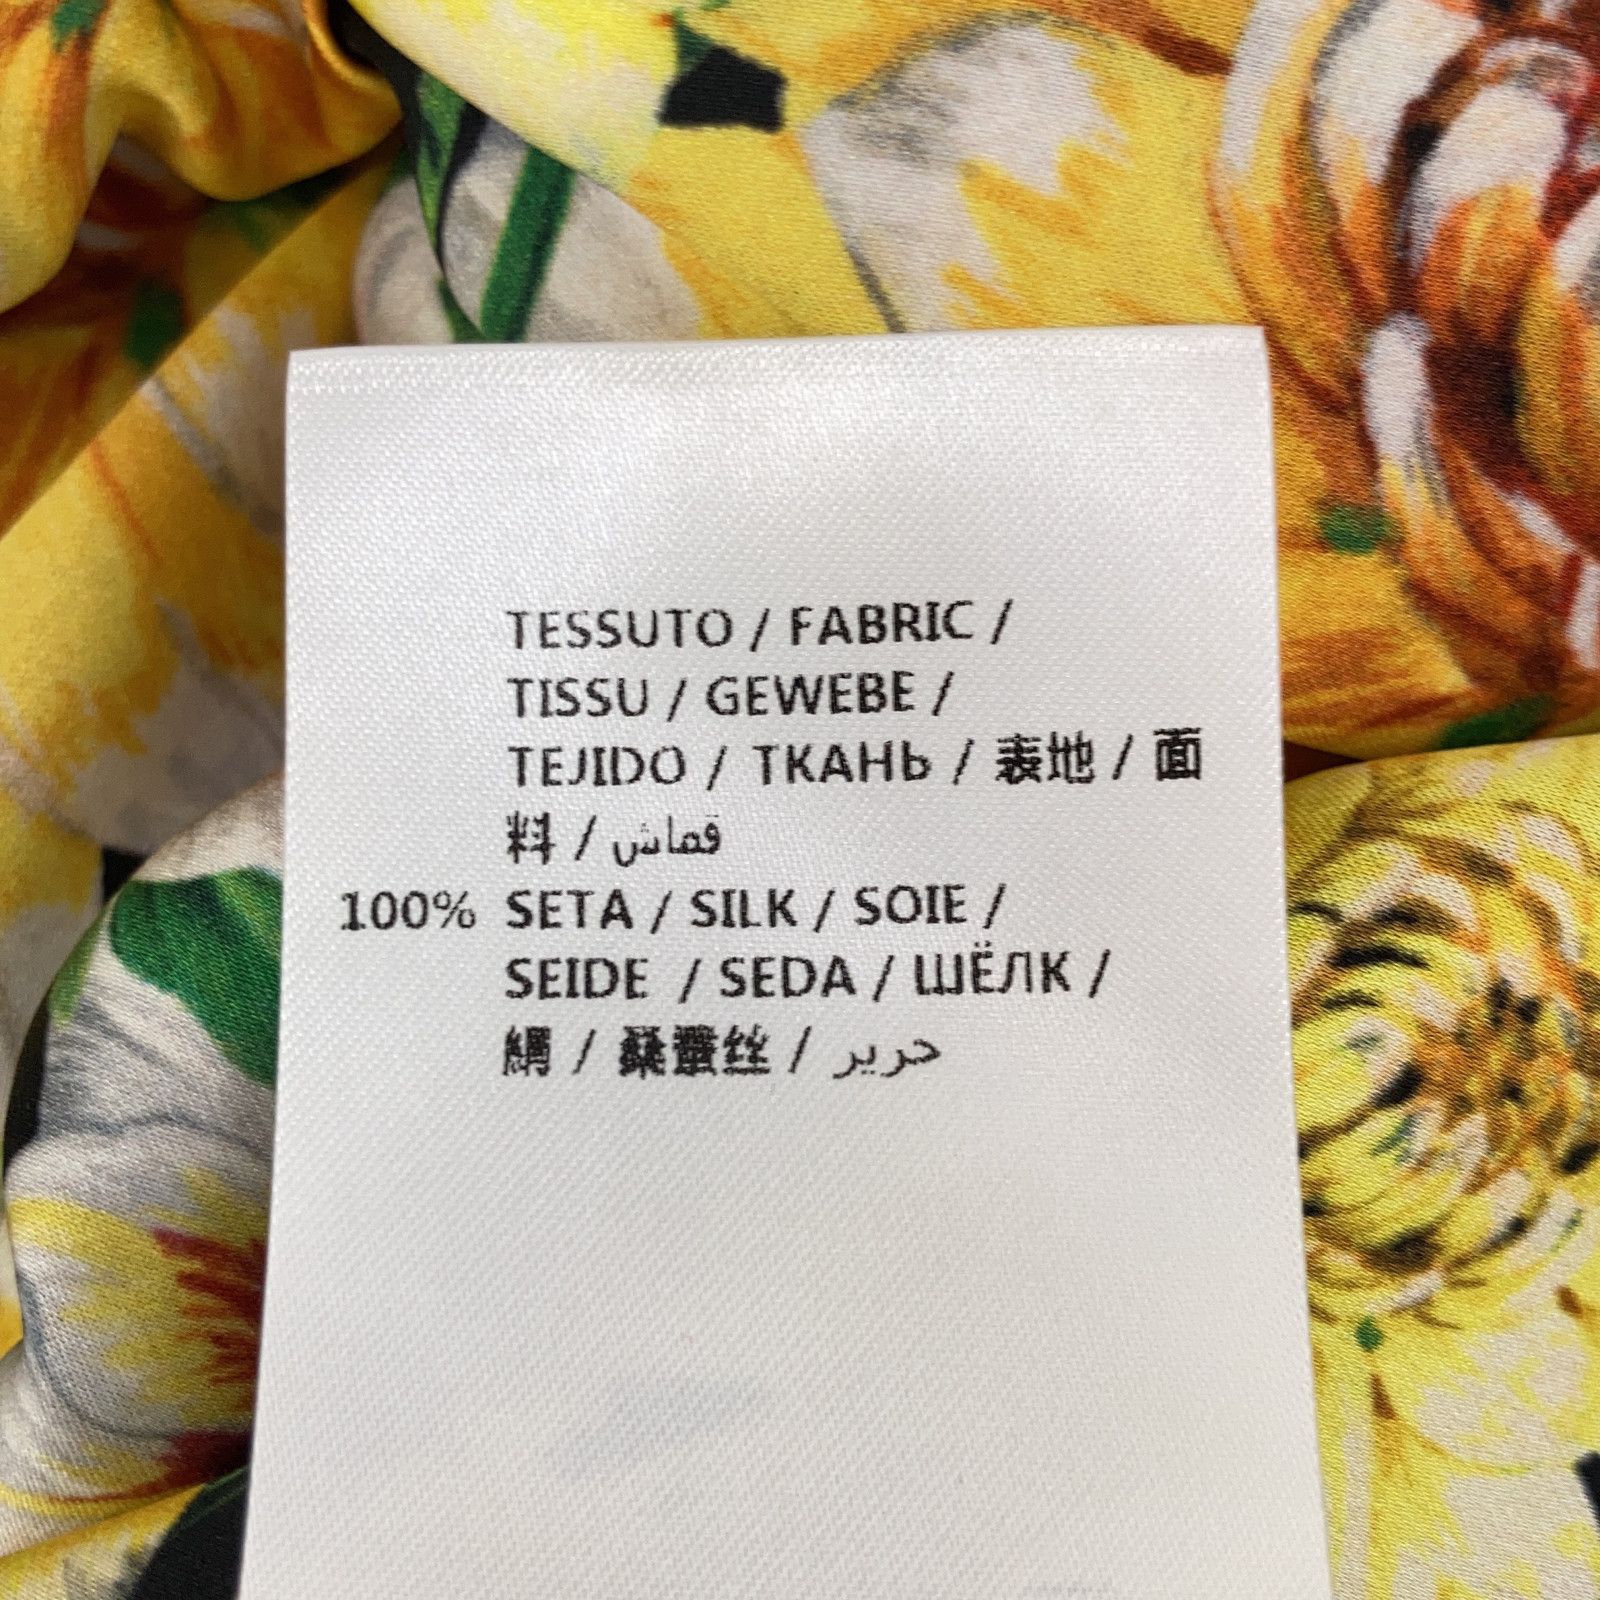 TESSUTO / FABRIC /
TISSU / GEWEBE /
TEJIDO / ТКАНЬ / 表地 / 面
料 / قماش
100% SETA / SILK / SOIE /
SEIDE / SEDA / ШЁЛК /
絹 / 桑蚕丝 / حرير